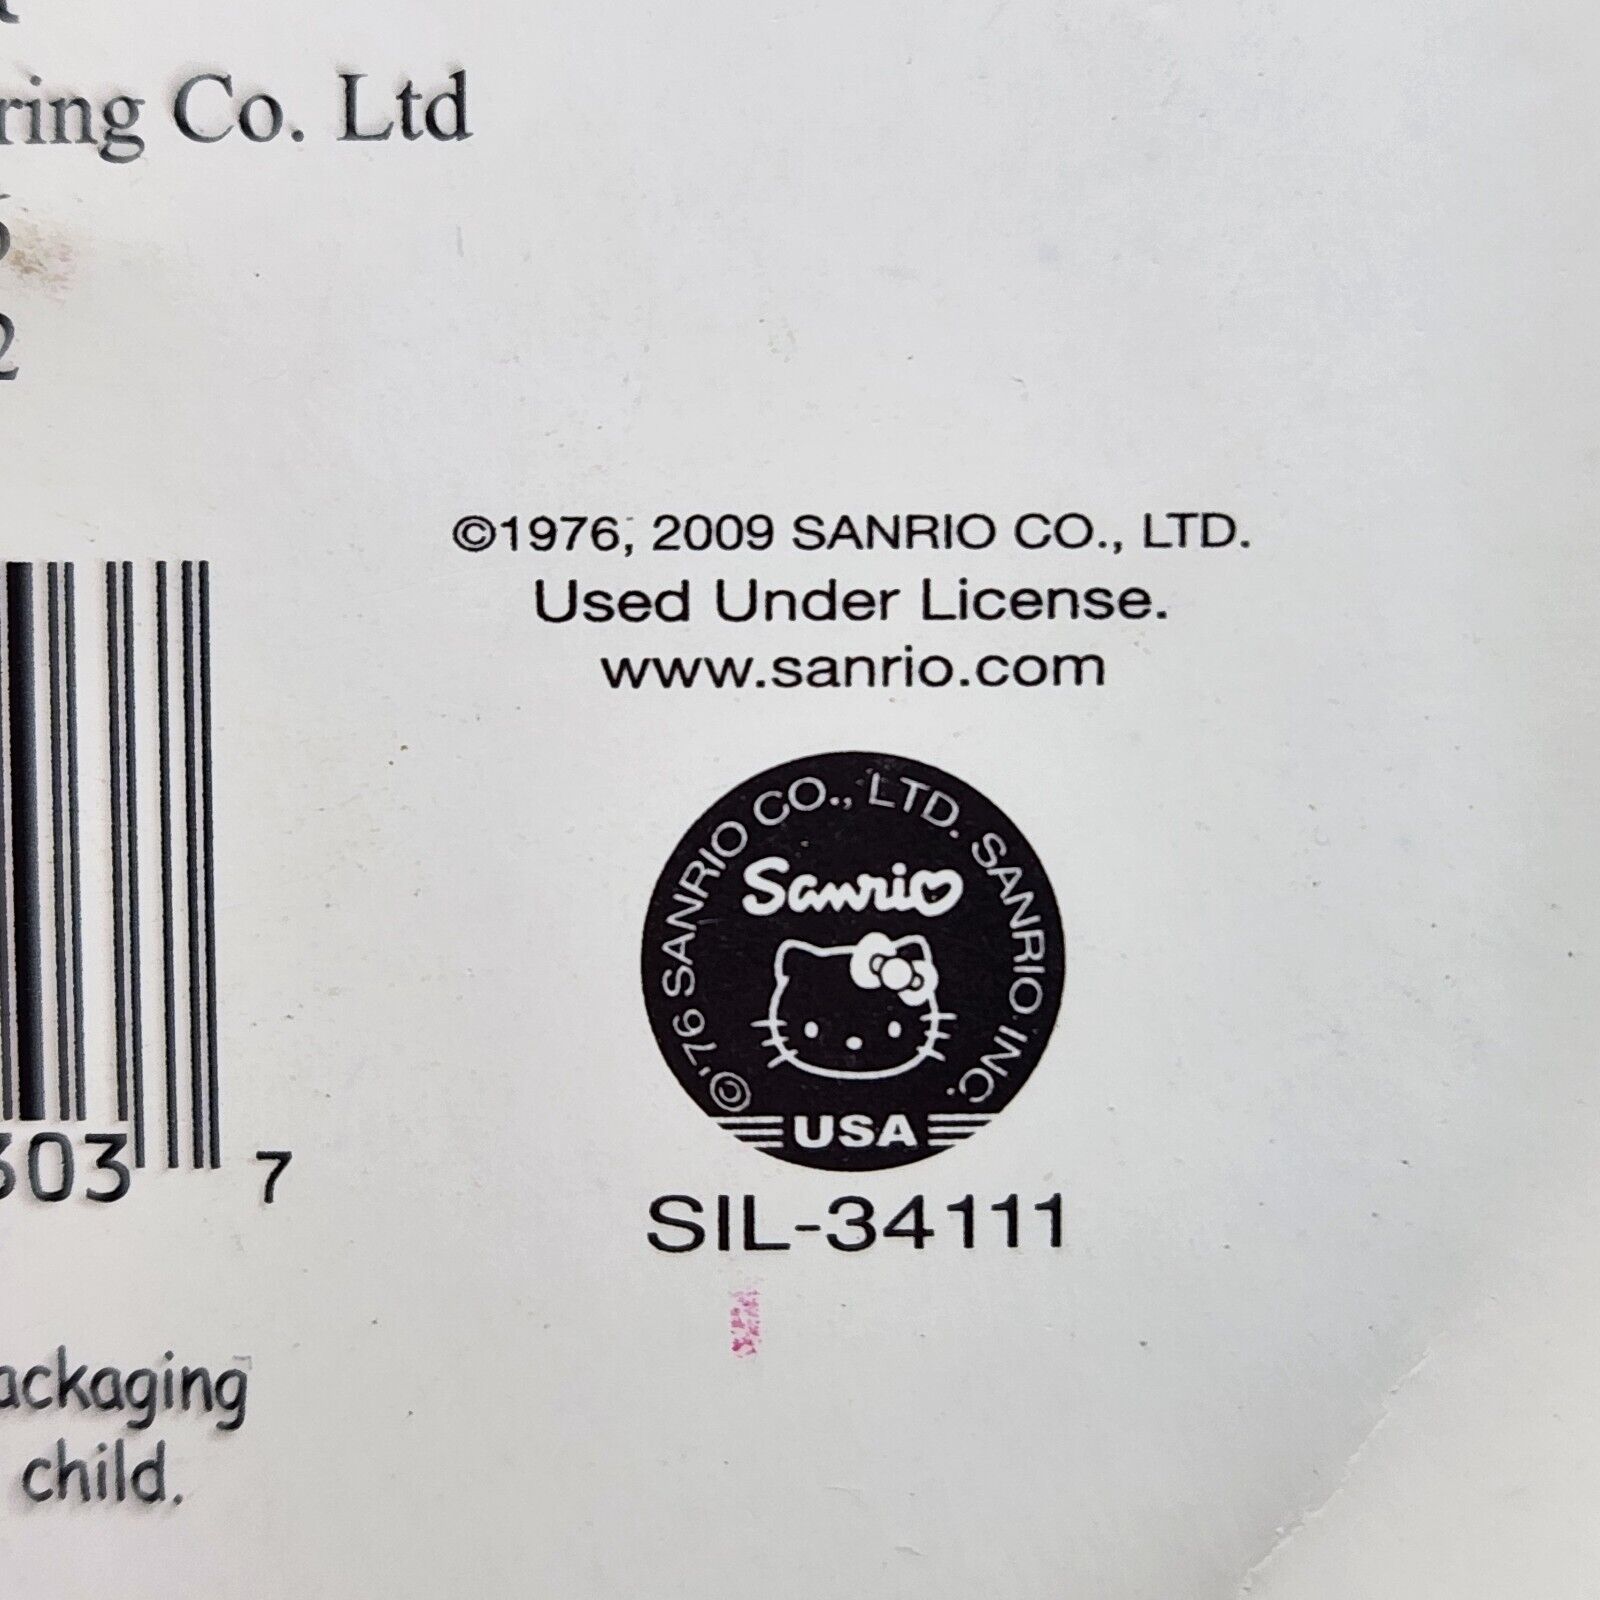 ring Co. Ltd
2
©1976, 2009 SANRIO CO., LTD.
Used Under License.
www.sanrio.com
©'76 SANRIO CO., LTD. SANRIO INC.
Sanrio
USA
303 7
SIL-34111
ackaging
child.